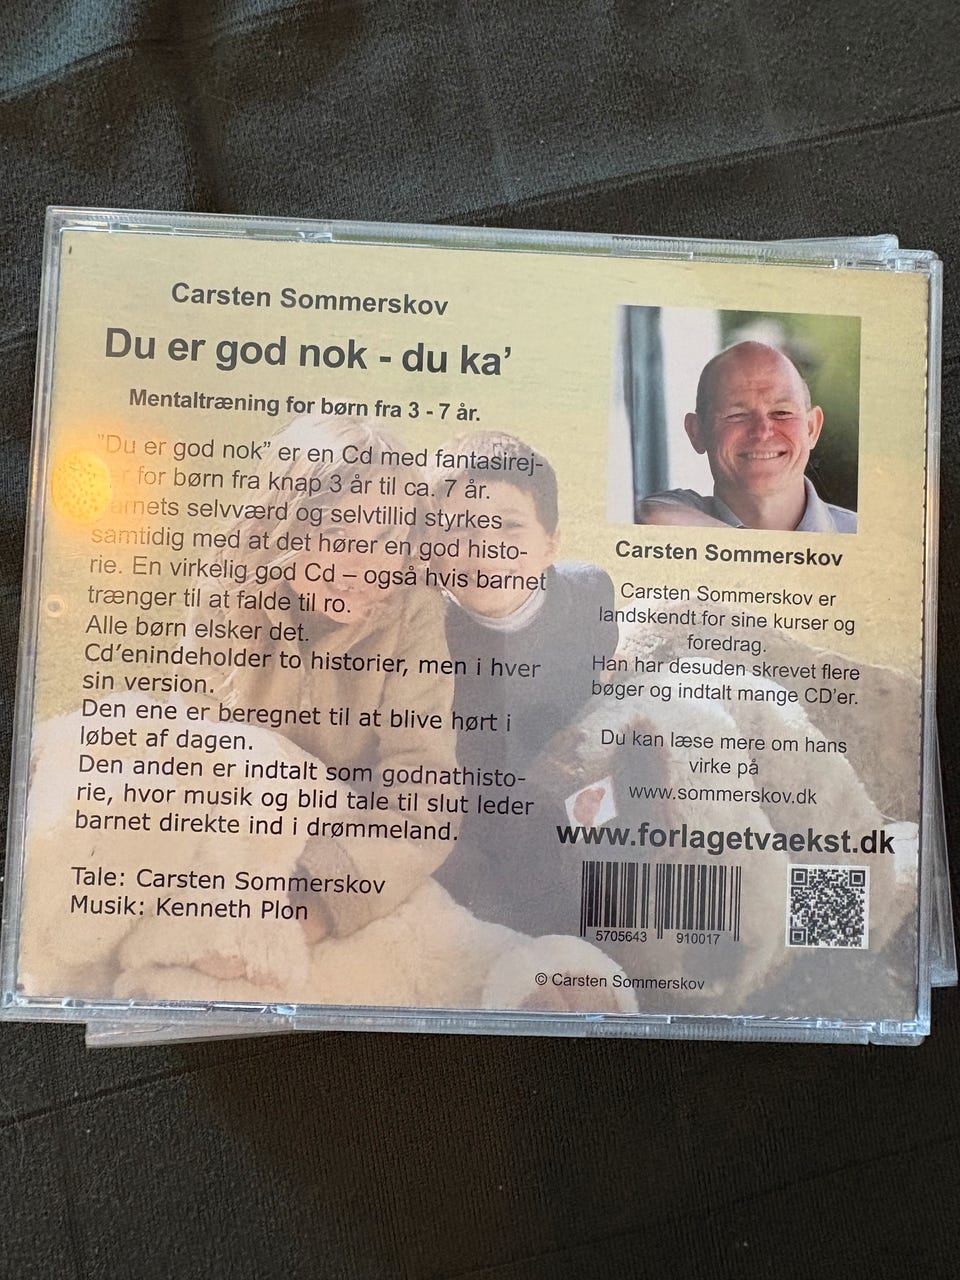 Carsten Sommerskov
Du er god nok - du ka'
Mentaltræning for børn fra 3 - 7 år.
"Du er god nok" er en Cd med fantasirej-
for børn fra knap 3 år til ca. 7 år.
selvværd og selvtillid styrkes
samtidig med at det hører en god histo-
rie. En virkelig god Cd – også hvis barnet
trænger til at falde til ro.
Alle børn elsker det.
Cd'enindeholder to historier, men i hver
sin version.
Den ene er beregnet til at blive hørt i
løbet af dagen.
Den anden er indtalt som godnathisto-
rie, hvor musik og blid tale til slut leder
barnet direkte ind i drømmeland.
Tale: Carsten Sommerskov
Musik: Kenneth Plon
Carsten Sommerskov
Carsten Sommerskov er
landskendt for sine kurser og
foredrag.
Han har desuden skrevet flere
bøger og indtalt mange CD'er.
Du kan læse mere om hans
virke på
www.sommerskov.dk
www.forlagetvaekst.dk
5705643 910017
© Carsten Sommerskov